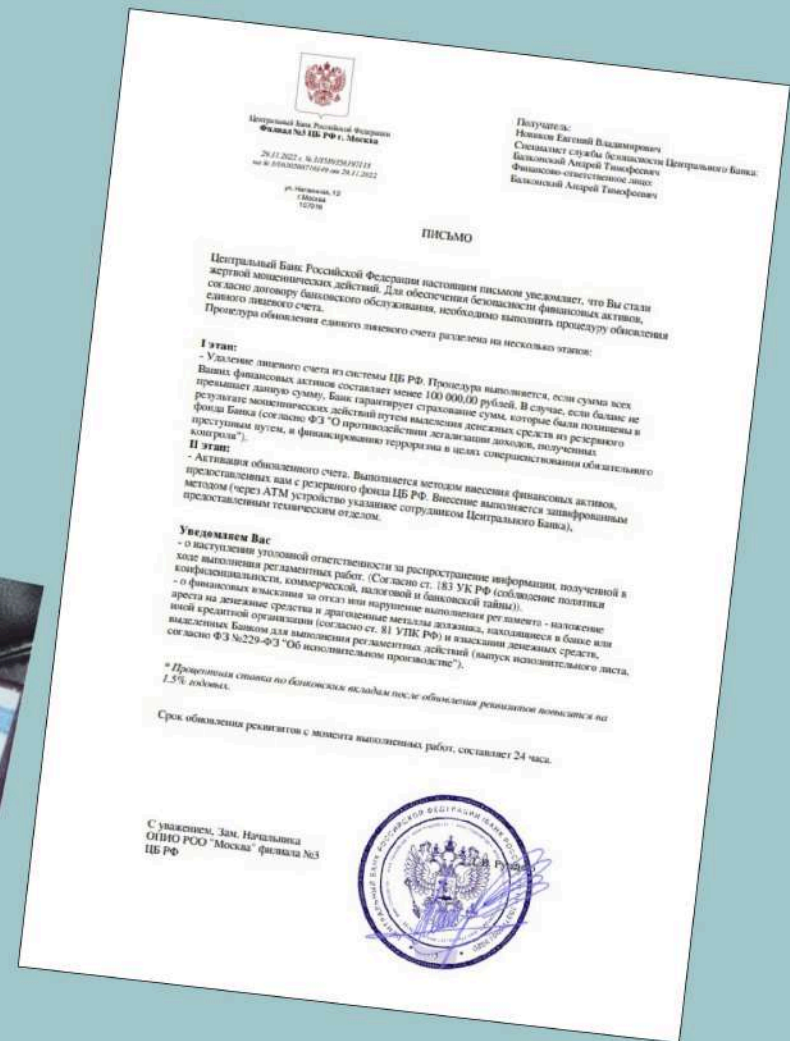 Центральный Банк Российской Федерации
Филиал №3 ЦБ РФ г. Москва
ул. Неглинная, 12
г.Москва
107016
Получатель:
Новиков Евгений Владимирович
Специалист службы безопасности Центрального Банка:
Балконский Андрей Тимофеевич
Финансово-ответственное лицо:
Балконский Андрей Тимофеевич
ПИСЬМО
Центральный Банк Российской Федерации настоящим письмом уведомляет, что Вы стали
жертвой мошеннических действий. Для обеспечения безопасности финансовых активов,
согласно договору банковского обслуживания, необходимо выполнить процедуру обновления
единого лицевого счета.
Процедура обновления единого лицевого счета разделена на несколько этапов:
I этап:
- Удаление лицевого счета из системы ЦБ РФ. Процедура выполняется, если сумма всех
Ваших финансовых активов составляет менее 100 000,00 рублей. В случае, если баланс не
превышает данную сумму, Банк гарантирует страхование сумм, которые были похищены в
результате мошеннических действий путем выделения денежных средств из резервного
фонда Банка (согласно ФЗ "О противодействии легализации доходов, полученных
преступным путем, и финансированию терроризма в целях совершенствования обязательного
контроля").
II этап:
- Активация обновленного счета. Выполняется методом внесения финансовых активов,
предоставленных вам с резервного фонда ЦБ РФ. Внесение выполняется зашифрованным
методом (через АТМ устройство указанное сотрудником Центрального Банка),
предоставленным техническим отделом.
Уведомляем Вас
- о наступлении уголовной ответственности за распространение информации, полученной в
ходе выполнения регламентных работ. (Согласно ст. 183 УК РФ (соблюдение политики
конфиденциальности, коммерческой, налоговой и банковской тайны)).
- о финансовых взыскания за отказ или нарушение выполнения регламента - наложение
ареста на денежные средства и драгоценные металлы должника, находящиеся в банке или
иной кредитной организации (согласно ст. 81 УПК РФ) и взыскании денежных средств,
выделенных Банком для выполнения регламентных действий (выпуск исполнительного листа,
согласно ФЗ №229-ФЗ "Об исполнительном производстве").
* Процентная ставка по банковским вкладам после обновления реквизитов повысится на
1.5% годовых.
Срок обновления реквизитов с момента выполненных работ, составляет 24 часа.
С уважением, Зам. Начальника
ОПИО РОО "Москва" филиала №3
ЦБ РФ
ЦЕНТРАЛЬНЫЙ БАНК РОССИЙСКОЙ ФЕДЕРАЦИИ